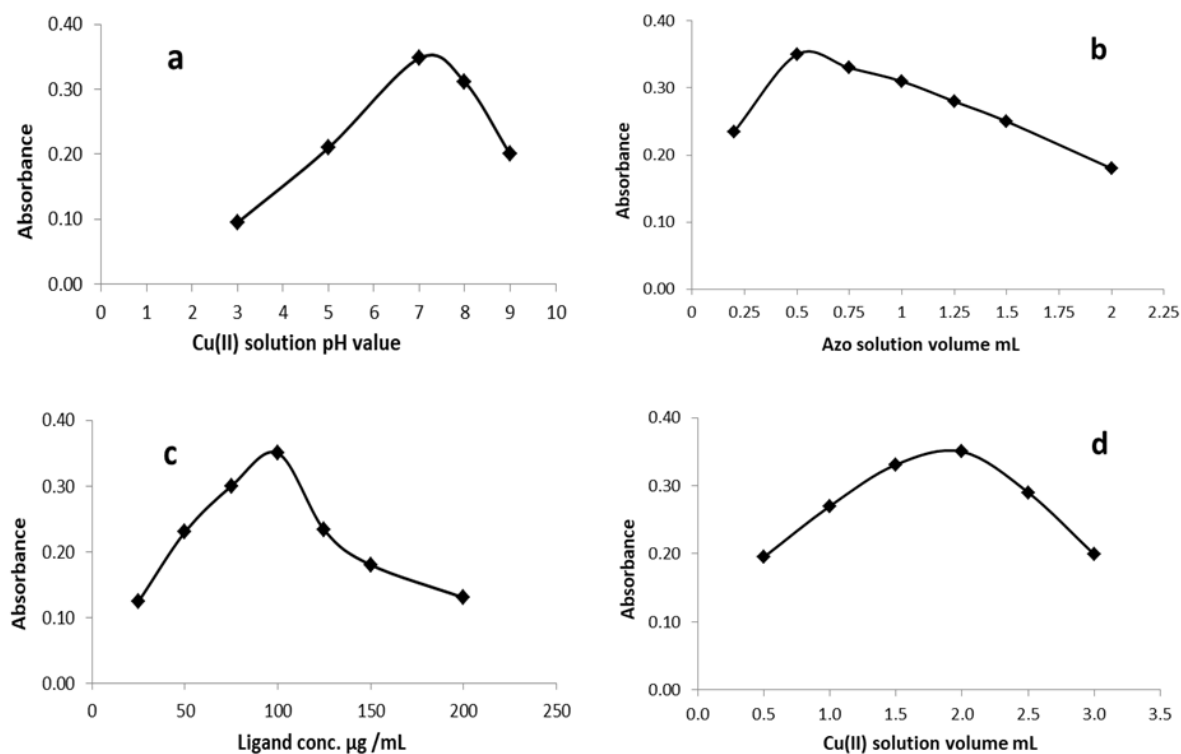 0.40
0.30
0.20
0.10
0.00
Absorbance
a
0 1 2 3 4 5 6 7 8 9 10
Cu(II) solution pH value
0.40
0.30
0.20
0.10
0.00
Absorbance
b
0 0.25 0.5 0.75 1 1.25 1.5 1.75 2 2.25
Azo solution volume mL
0.40
0.30
0.20
0.10
0.00
Absorbance
c
0 50 100 150 200 250
Ligand conc. µg /mL
0.40
0.30
0.20
0.10
0.00
Absorbance
d
0.0 0.5 1.0 1.5 2.0 2.5 3.0 3.5
Cu(II) solution volume mL